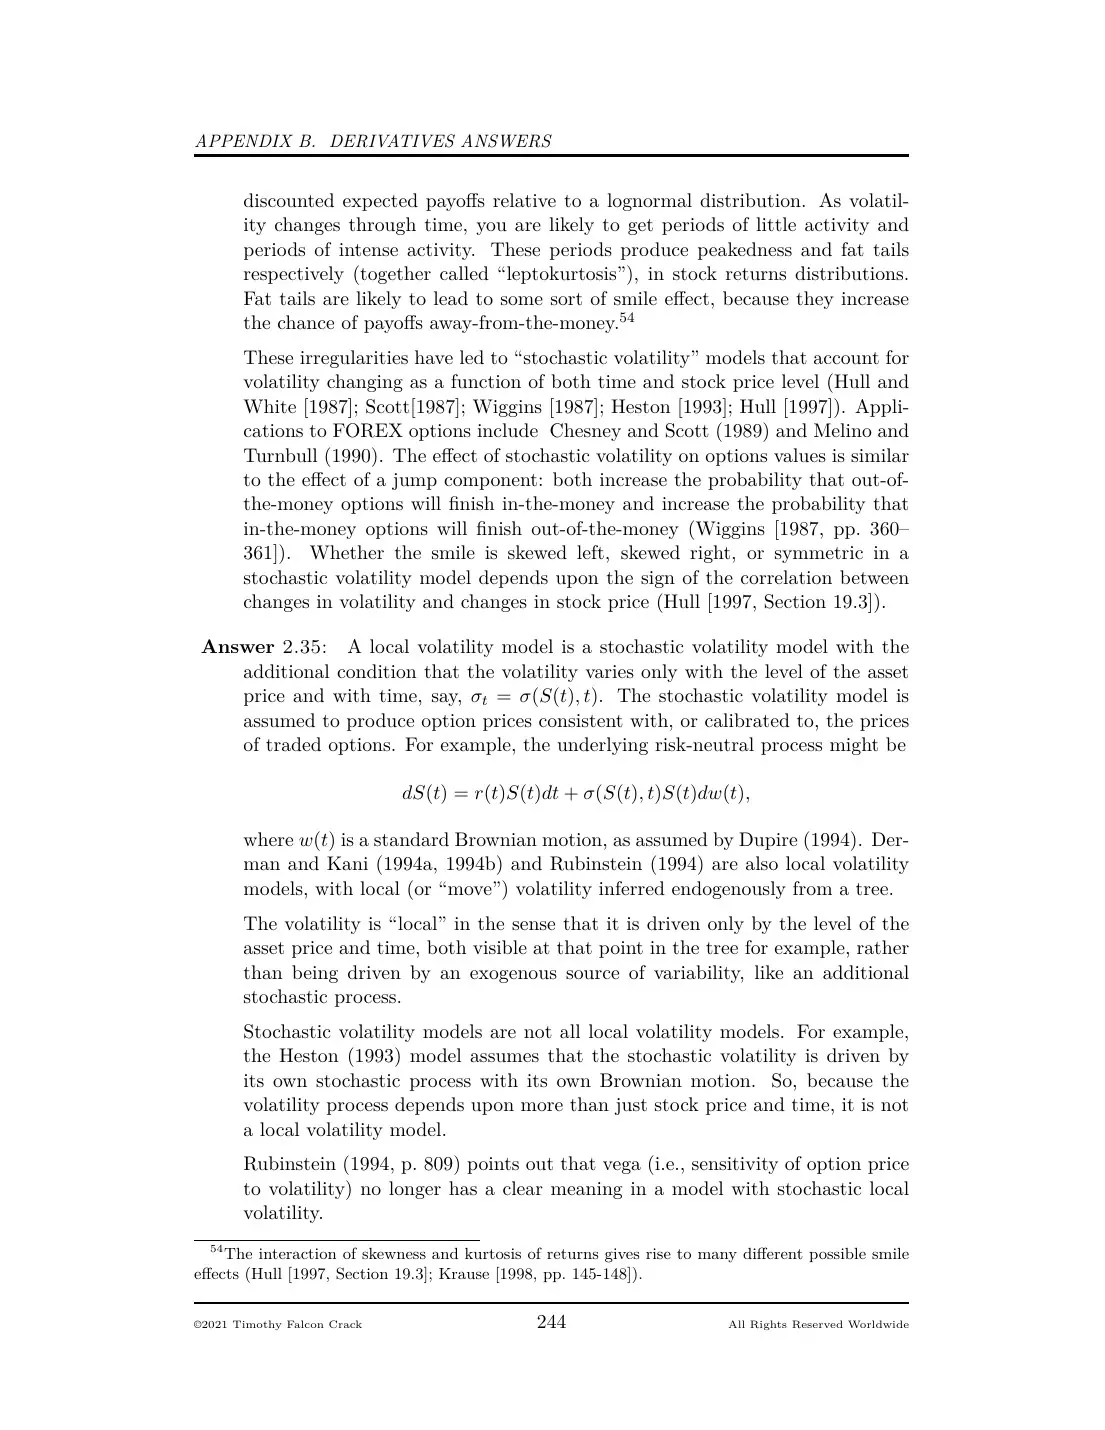 APPENDIX B. DERIVATIVES ANSWERS
discounted expected payoffs relative to a lognormal distribution. As volatil-
ity changes through time, you are likely to get periods of little activity and
periods of intense activity. These periods produce peakedness and fat tails
respectively (together called “leptokurtosis”), in stock returns distributions.
Fat tails are likely to lead to some sort of smile effect, because they increase
the chance of payoffs away-from-the-money.54
These irregularities have led to “stochastic volatility” models that account for
volatility changing as a function of both time and stock price level (Hull and
White [1987]; Scott[1987]; Wiggins [1987]; Heston [1993]; Hull [1997]). Appli-
cations to FOREX options include Chesney and Scott (1989) and Melino and
Turnbull (1990). The effect of stochastic volatility on options values is similar
to the effect of a jump component: both increase the probability that out-of-
the-money options will finish in-the-money and increase the probability that
in-the-money options will finish out-of-the-money (Wiggins [1987, pp. 360–
361]). Whether the smile is skewed left, skewed right, or symmetric in a
stochastic volatility model depends upon the sign of the correlation between
changes in volatility and changes in stock price (Hull [1997, Section 19.3]).
Answer 2.35: A local volatility model is a stochastic volatility model with the
additional condition that the volatility varies only with the level of the asset
price and with time, say, σt = σ(S(t), t). The stochastic volatility model is
assumed to produce option prices consistent with, or calibrated to, the prices
of traded options. For example, the underlying risk-neutral process might be
dS(t) = r(t)S(t)dt + σ(S(t), t)S(t)dw(t),
where w(t) is a standard Brownian motion, as assumed by Dupire (1994). Der-
man and Kani (1994a, 1994b) and Rubinstein (1994) are also local volatility
models, with local (or “move”) volatility inferred endogenously from a tree.
The volatility is “local” in the sense that it is driven only by the level of the
asset price and time, both visible at that point in the tree for example, rather
than being driven by an exogenous source of variability, like an additional
stochastic process.
Stochastic volatility models are not all local volatility models. For example,
the Heston (1993) model assumes that the stochastic volatility is driven by
its own stochastic process with its own Brownian motion. So, because the
volatility process depends upon more than just stock price and time, it is not
a local volatility model.
Rubinstein (1994, p. 809) points out that vega (i.e., sensitivity of option price
to volatility) no longer has a clear meaning in a model with stochastic local
volatility.
54The interaction of skewness and kurtosis of returns gives rise to many different possible smile
effects (Hull [1997, Section 19.3]; Krause [1998, pp. 145-148]).
©2021 Timothy Falcon Crack 244 All Rights Reserved Worldwide